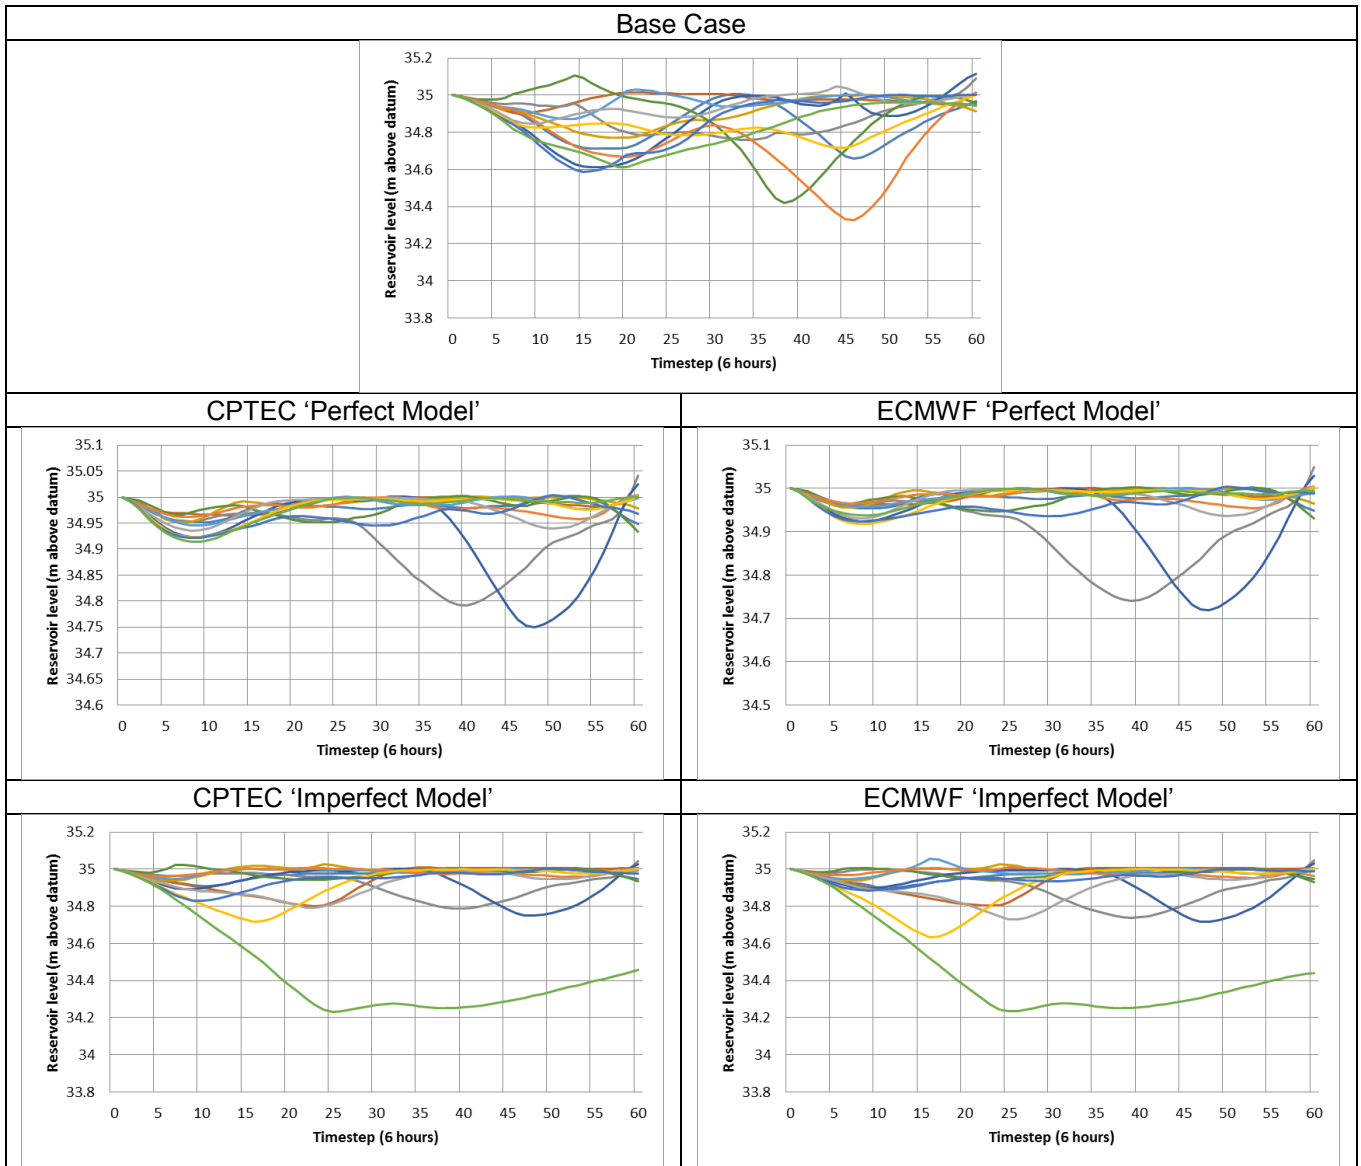 Base Case
35.2
35
34.8
34.6
34.4
34.2
34
33.8
Reservoir level (m above datum)
0 5 10 15 20 25 30 35 40 45 50 55 60
Timestep (6 hours)
CPTEC ‘Perfect Model’
ECMWF ‘Perfect Model’
35.1
35.05
35
34.95
34.9
34.85
34.8
34.75
34.7
34.65
34.6
Reservoir level (m above datum)
0 5 10 15 20 25 30 35 40 45 50 55 60
Timestep (6 hours)
35.1
35
34.9
34.8
34.7
34.6
34.5
Reservoir level (m above datum)
0 5 10 15 20 25 30 35 40 45 50 55 60
Timestep (6 hours)
CPTEC ‘Imperfect Model’
ECMWF ‘Imperfect Model’
35.2
35
34.8
34.6
34.4
34.2
34
33.8
Reservoir level (m above datum)
0 5 10 15 20 25 30 35 40 45 50 55 60
Timestep (6 hours)
35.2
35
34.8
34.6
34.4
34.2
34
33.8
Reservoir level (m above datum)
0 5 10 15 20 25 30 35 40 45 50 55 60
Timestep (6 hours)